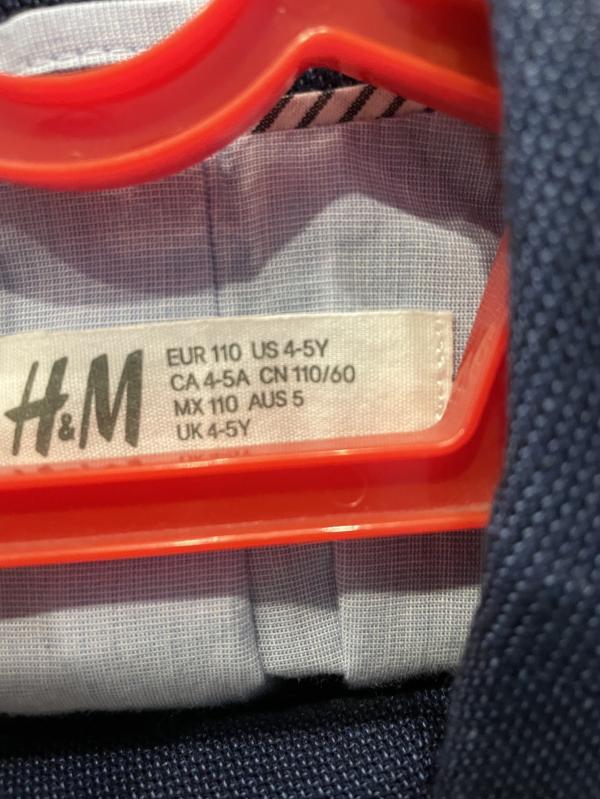 H&M
EUR 110 US 4-5Y
CA 4-5A CN 110/60
MX 110 AUS 5
UK 4-5Y